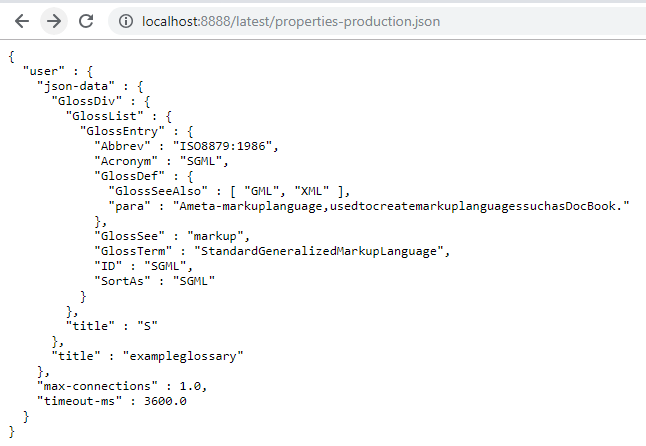 localhost:8888/latest/properties-production.json
{
  "user" : {
    "json-data" : {
      "GlossDiv" : {
        "GlossList" : {
          "GlossEntry" : {
            "Abbrev" : "ISO8879:1986",
            "Acronym" : "SGML",
            "GlossDef" : {
              "GlossSeeAlso" : [ "GML", "XML" ],
              "para" : "Ameta-markuplanguage,usedtocreatemarkuplanguagessuchasDocBook."
            },
            "GlossSee" : "markup",
            "GlossTerm" : "StandardGeneralizedMarkupLanguage",
            "ID" : "SGML",
            "SortAs" : "SGML"
          }
        },
        "title" : "S"
      },
      "title" : "exampleglossary"
    },
    "max-connections" : 1.0,
    "timeout-ms" : 3600.0
  }
}